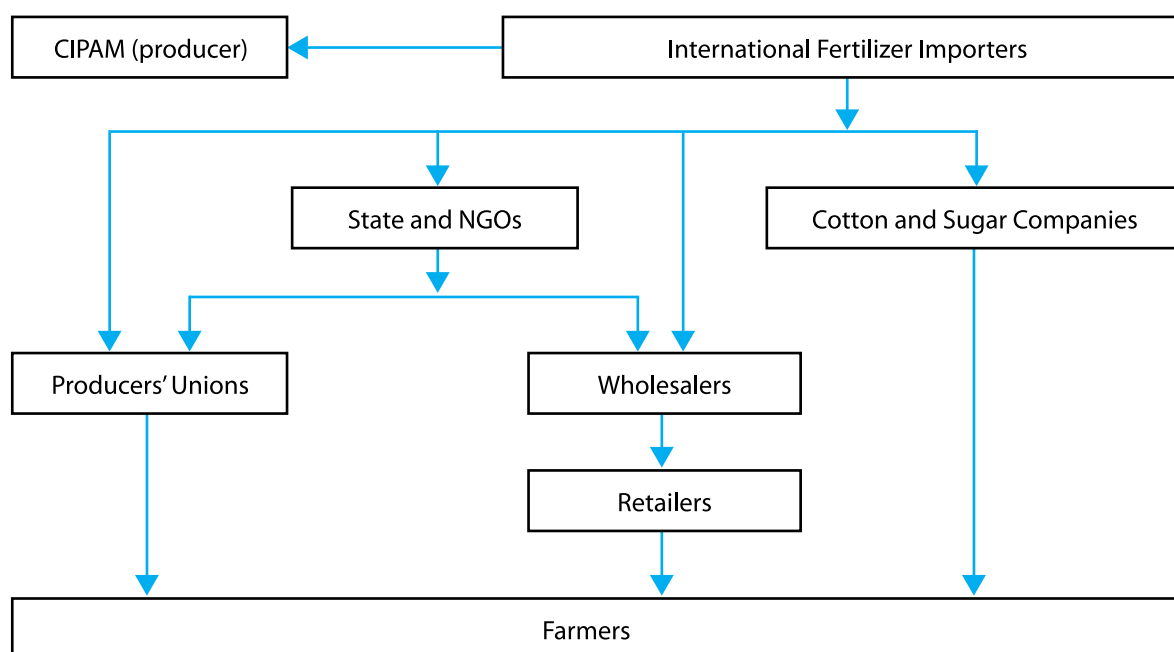 CIPAM (producer)
International Fertilizer Importers
State and NGOs
Cotton and Sugar Companies
Producers’ Unions
Wholesalers
Retailers
Farmers